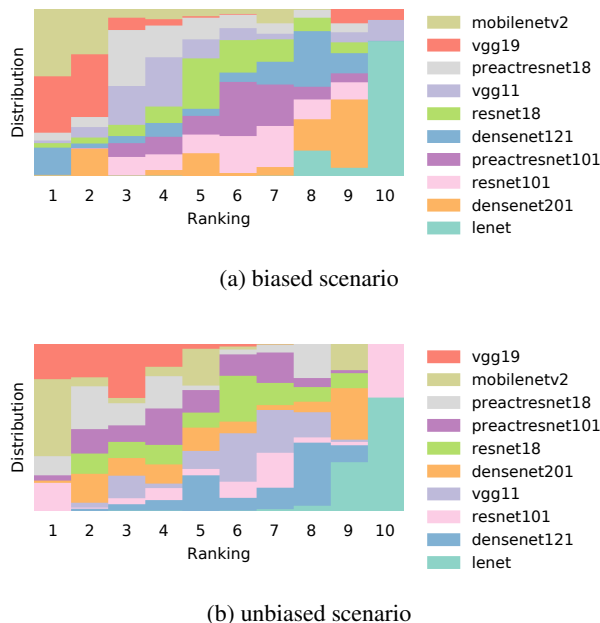 Distribution
1 2 3 4 5 6 7 8 9 10
Ranking
mobilenetv2
vgg19
preactresnet18
vgg11
resnet18
densenet121
preactresnet101
resnet101
densenet201
lenet
(a) biased scenario
Distribution
1 2 3 4 5 6 7 8 9 10
Ranking
vgg19
mobilenetv2
preactresnet18
preactresnet101
resnet18
densenet201
vgg11
resnet101
densenet121
lenet
(b) unbiased scenario